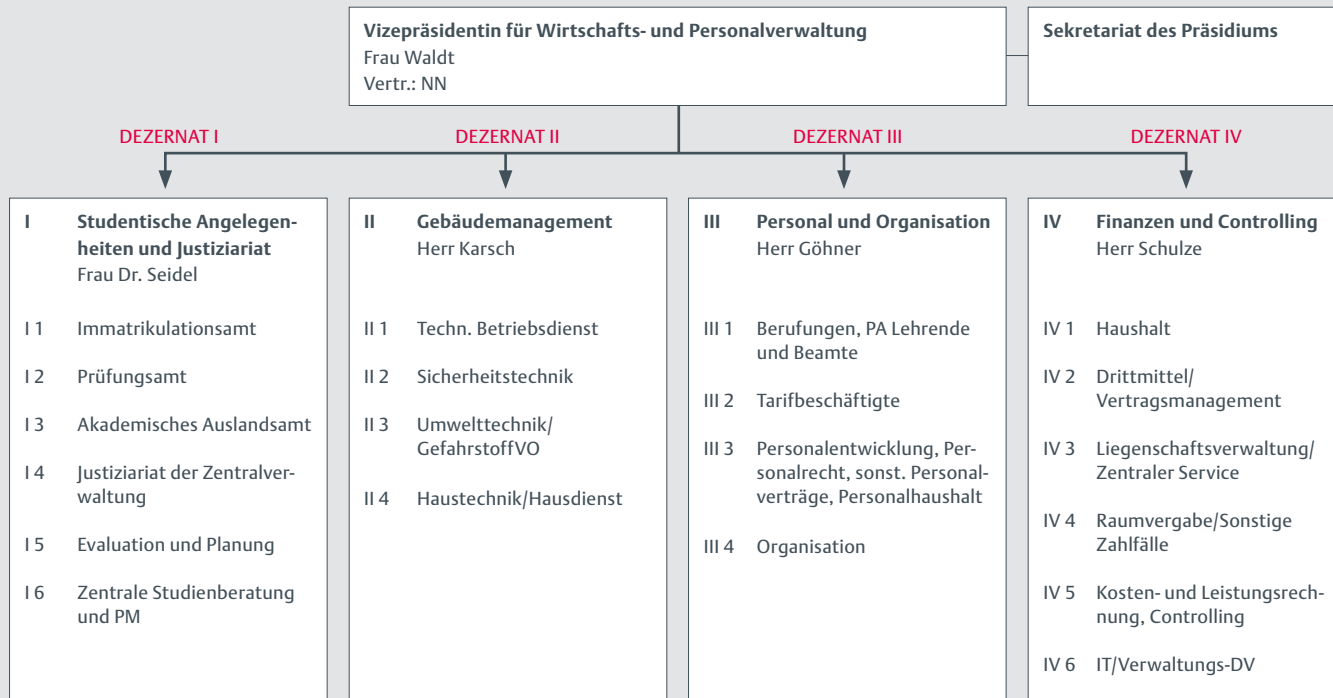 Vizepräsidentin für Wirtschafts- und Personalverwaltung
Frau Waldt
Vertr.: NN
Sekretariat des Präsidiums
DEZERNAT I
DEZERNAT II
DEZERNAT III
DEZERNAT IV
I Studentische Angelegen-
heiten und Justiziariat
Frau Dr. Seidel
I 1 Immatrikulationsamt
I 2 Prüfungsamt
I 3 Akademisches Auslandsamt
I 4 Justiziariat der Zentralver-
waltung
I 5 Evaluation und Planung
I 6 Zentrale Studienberatung
und PM
II Gebäudemanagement
Herr Karsch
II 1 Techn. Betriebsdienst
II 2 Sicherheitstechnik
II 3 Umwelttechnik/
GefahrstoffVO
II 4 Haustechnik/Hausdienst
III Personal und Organisation
Herr Göhner
III 1 Berufungen, PA Lehrende
und Beamte
III 2 Tarifbeschäftigte
III 3 Personalentwicklung, Per-
sonalrecht, sonst. Personal-
verträge, Personalhaushalt
III 4 Organisation
IV Finanzen und Controlling
Herr Schulze
IV 1 Haushalt
IV 2 Drittmittel/
Vertragsmanagement
IV 3 Liegenschaftsverwaltung/
Zentraler Service
IV 4 Raumvergabe/Sonstige
Zahlfälle
IV 5 Kosten- und Leistungsrech-
nung, Controlling
IV 6 IT/Verwaltungs-DV